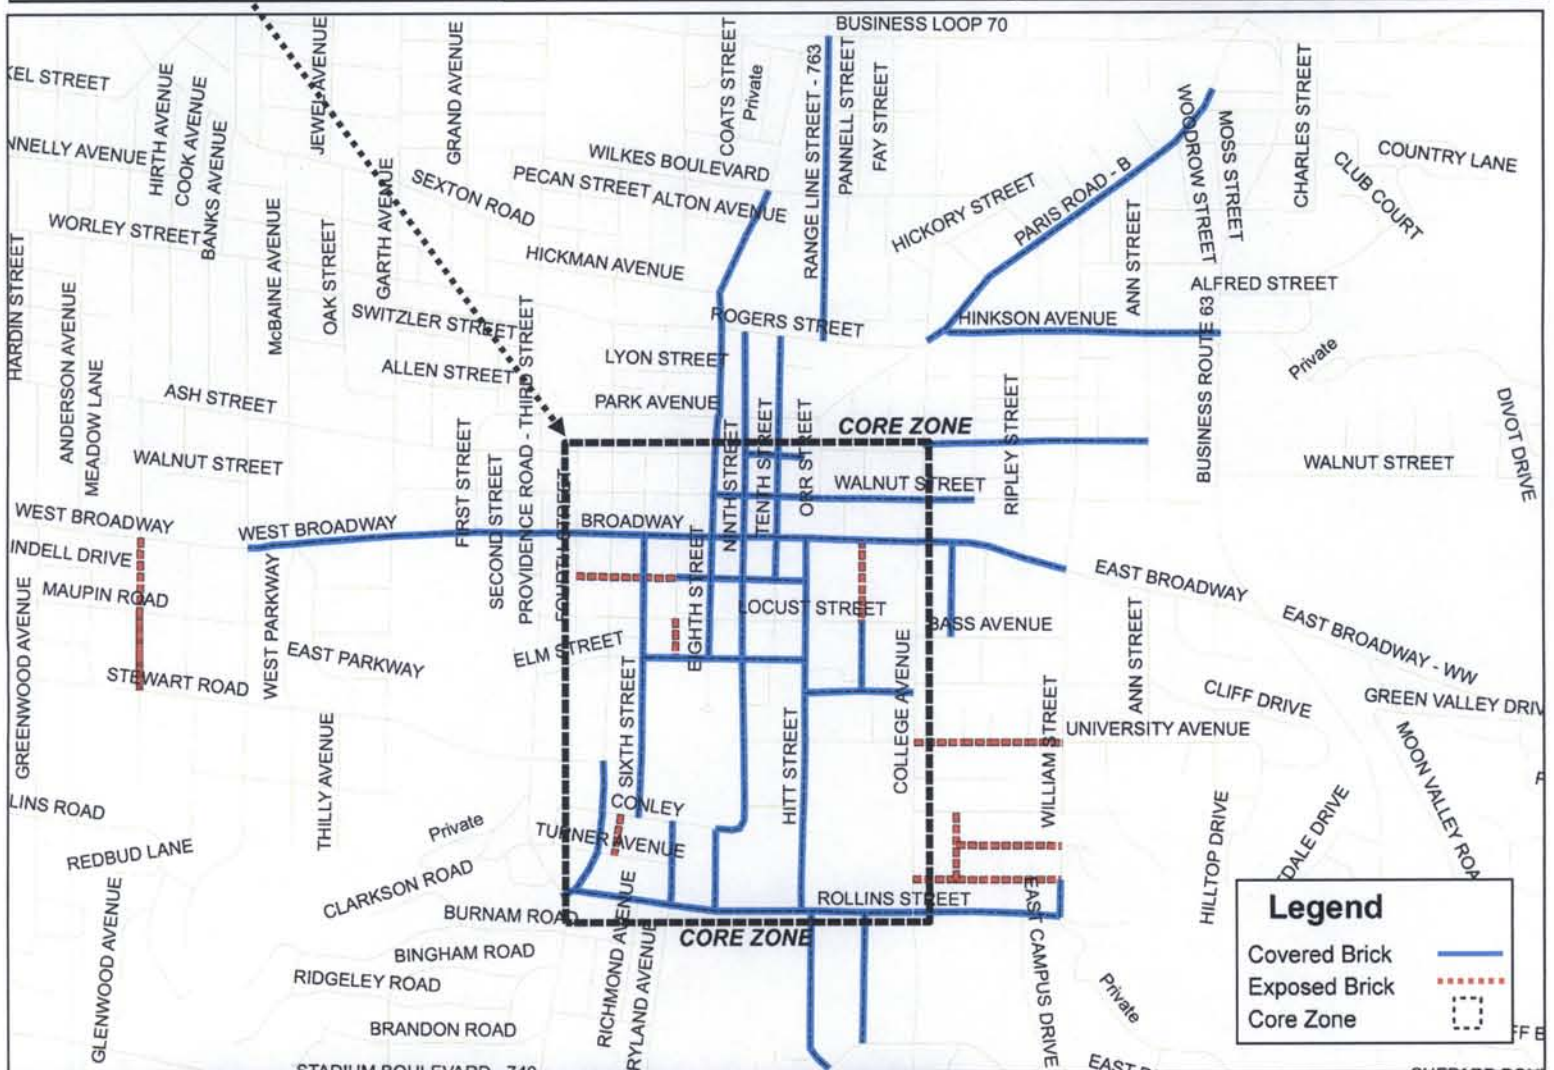 BUSINESS LOOP 70
KEL STREET
HIRTH AVENUE
COOK AVENUE
BANKS AVENUE
JEWEL AVENUE
GRAND AVENUE
COATS STREET
Private
RANGE LINE STREET - 763
PANNELL STREET
FAY STREET
WOODROW STREET
MOSS STREET
CHARLES STREET
COUNTRY LANE
CLUB COURT
NNELLY AVENUE
WILKES BOULEVARD
PECAN STREET
ALTON AVENUE
SEXTON ROAD
GARTH AVENUE
HICKORY STREET
PARIS ROAD - B
WORLEY STREET
McBAINE AVENUE
OAK STREET
HICKMAN AVENUE
ANN STREET
ALFRED STREET
HARDIN STREET
ANDERSON AVENUE
MEADOW LANE
SWITZLER STREET
ROGERS STREET
HINKSON AVENUE
BUSINESS ROUTE 63
Private
ALLEN STREET
LYON STREET
ASH STREET
PARK AVENUE
PROVIDENCE ROAD - THIRD STREET
CORE ZONE
RIPLEY STREET
DIVOT DRIVE
WALNUT STREET
FIRST STREET
SECOND STREET
FOURTH STREET
NINTH STREET
TENTH STREET
ORR STREET
WALNUT STREET
WALNUT STREET
WEST BROADWAY
WEST BROADWAY
BROADWAY
EAST BROADWAY
INDELL DRIVE
MAUPIN ROAD
GREENWOOD AVENUE
WEST PARKWAY
EAST PARKWAY
EIGHTH STREET
LOCUST STREET
BASS AVENUE
ANN STREET
EAST BROADWAY - WW
ELM STREET
STEWART ROAD
SIXTH STREET
HITT STREET
COLLEGE AVENUE
WILLIAM STREET
CLIFF DRIVE
GREEN VALLEY DRIV
UNIVERSITY AVENUE
MOON VALLEY ROA
THILLY AVENUE
LINS ROAD
CONLEY
TURNER AVENUE
Private
REDBUD LANE
HILLTOP DRIVE
DALE DRIVE
CLARKSON ROAD
GLENWOOD AVENUE
BURNAM ROAD
RICHMOND AVENUE
ROLLINS STREET
EAST CAMPUS DRIVE
CORE ZONE
BINGHAM ROAD
RYLAND AVENUE
RIDGELEY ROAD
Private
BRANDON ROAD
STADIUM BOULEVARD - 740
Legend
Covered Brick
Exposed Brick
Core Zone